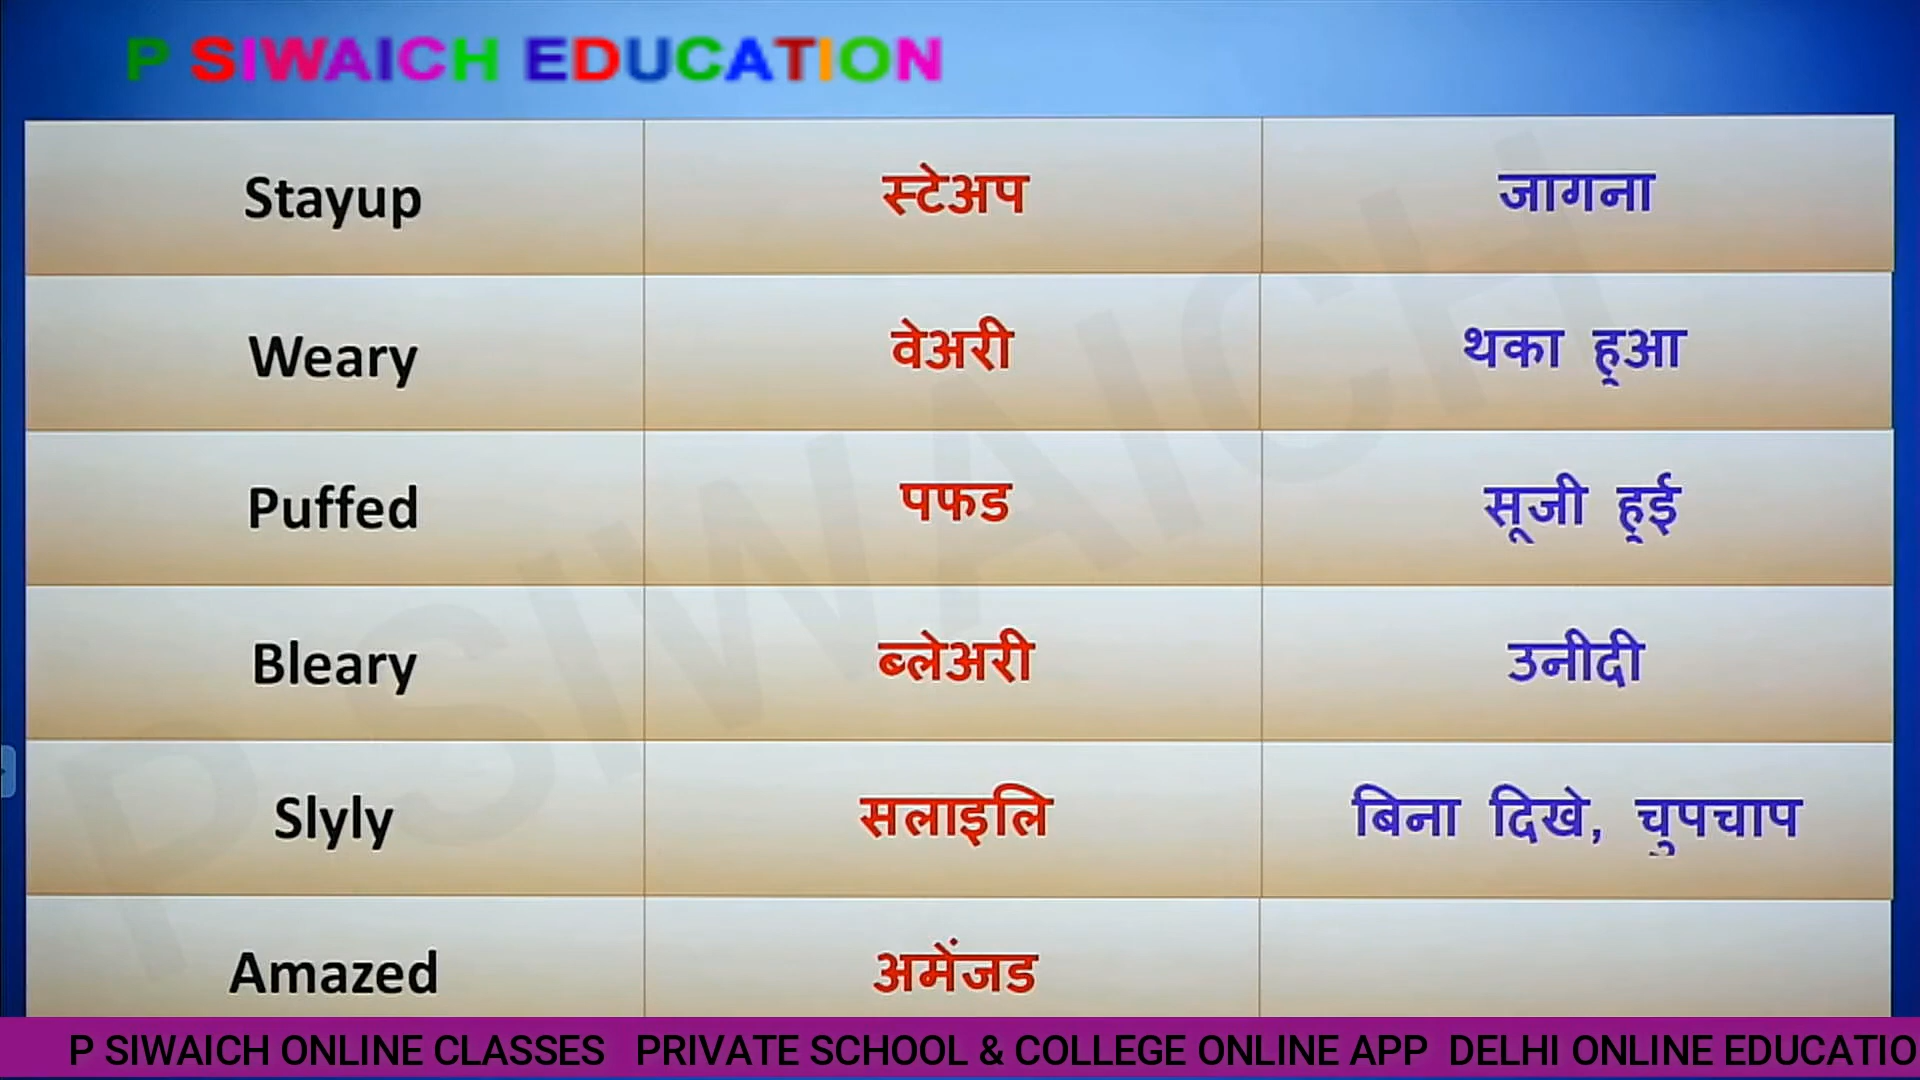 P SIWAICH EDUCATION
Stayup स्टेअप जागना
Weary वेअरी थका हुआ
Puffed पफड सूजी हुई
Bleary ब्लेअरी उनीदी
Slyly सलाइलि बिना दिखे, चुपचाप
Amazed अमेंजड
P SIWAICH
P SIWAICH ONLINE CLASSES PRIVATE SCHOOL & COLLEGE ONLINE APP DELHI ONLINE EDUCATIO